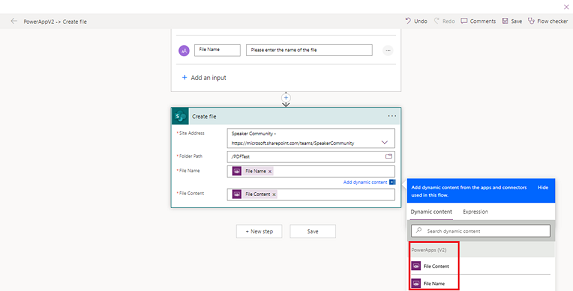 PowerAppV2 -> Create file
Undo
Redo
Comments
Save
Flow checker
File Name
Please enter the name of the file
+ Add an input
Create file
* Site Address
Speaker Community -
https://microsoft.sharepoint.com/teams/SpeakerCommunity
* Folder Path
/PDFTest
* File Name
File Name x
Add dynamic content
* File Content
File Content x
+ New step
Save
Add dynamic content from the apps and connectors
used in this flow.
Hide
Dynamic content
Expression
Search dynamic content
PowerApps (V2)
File Content
File Name